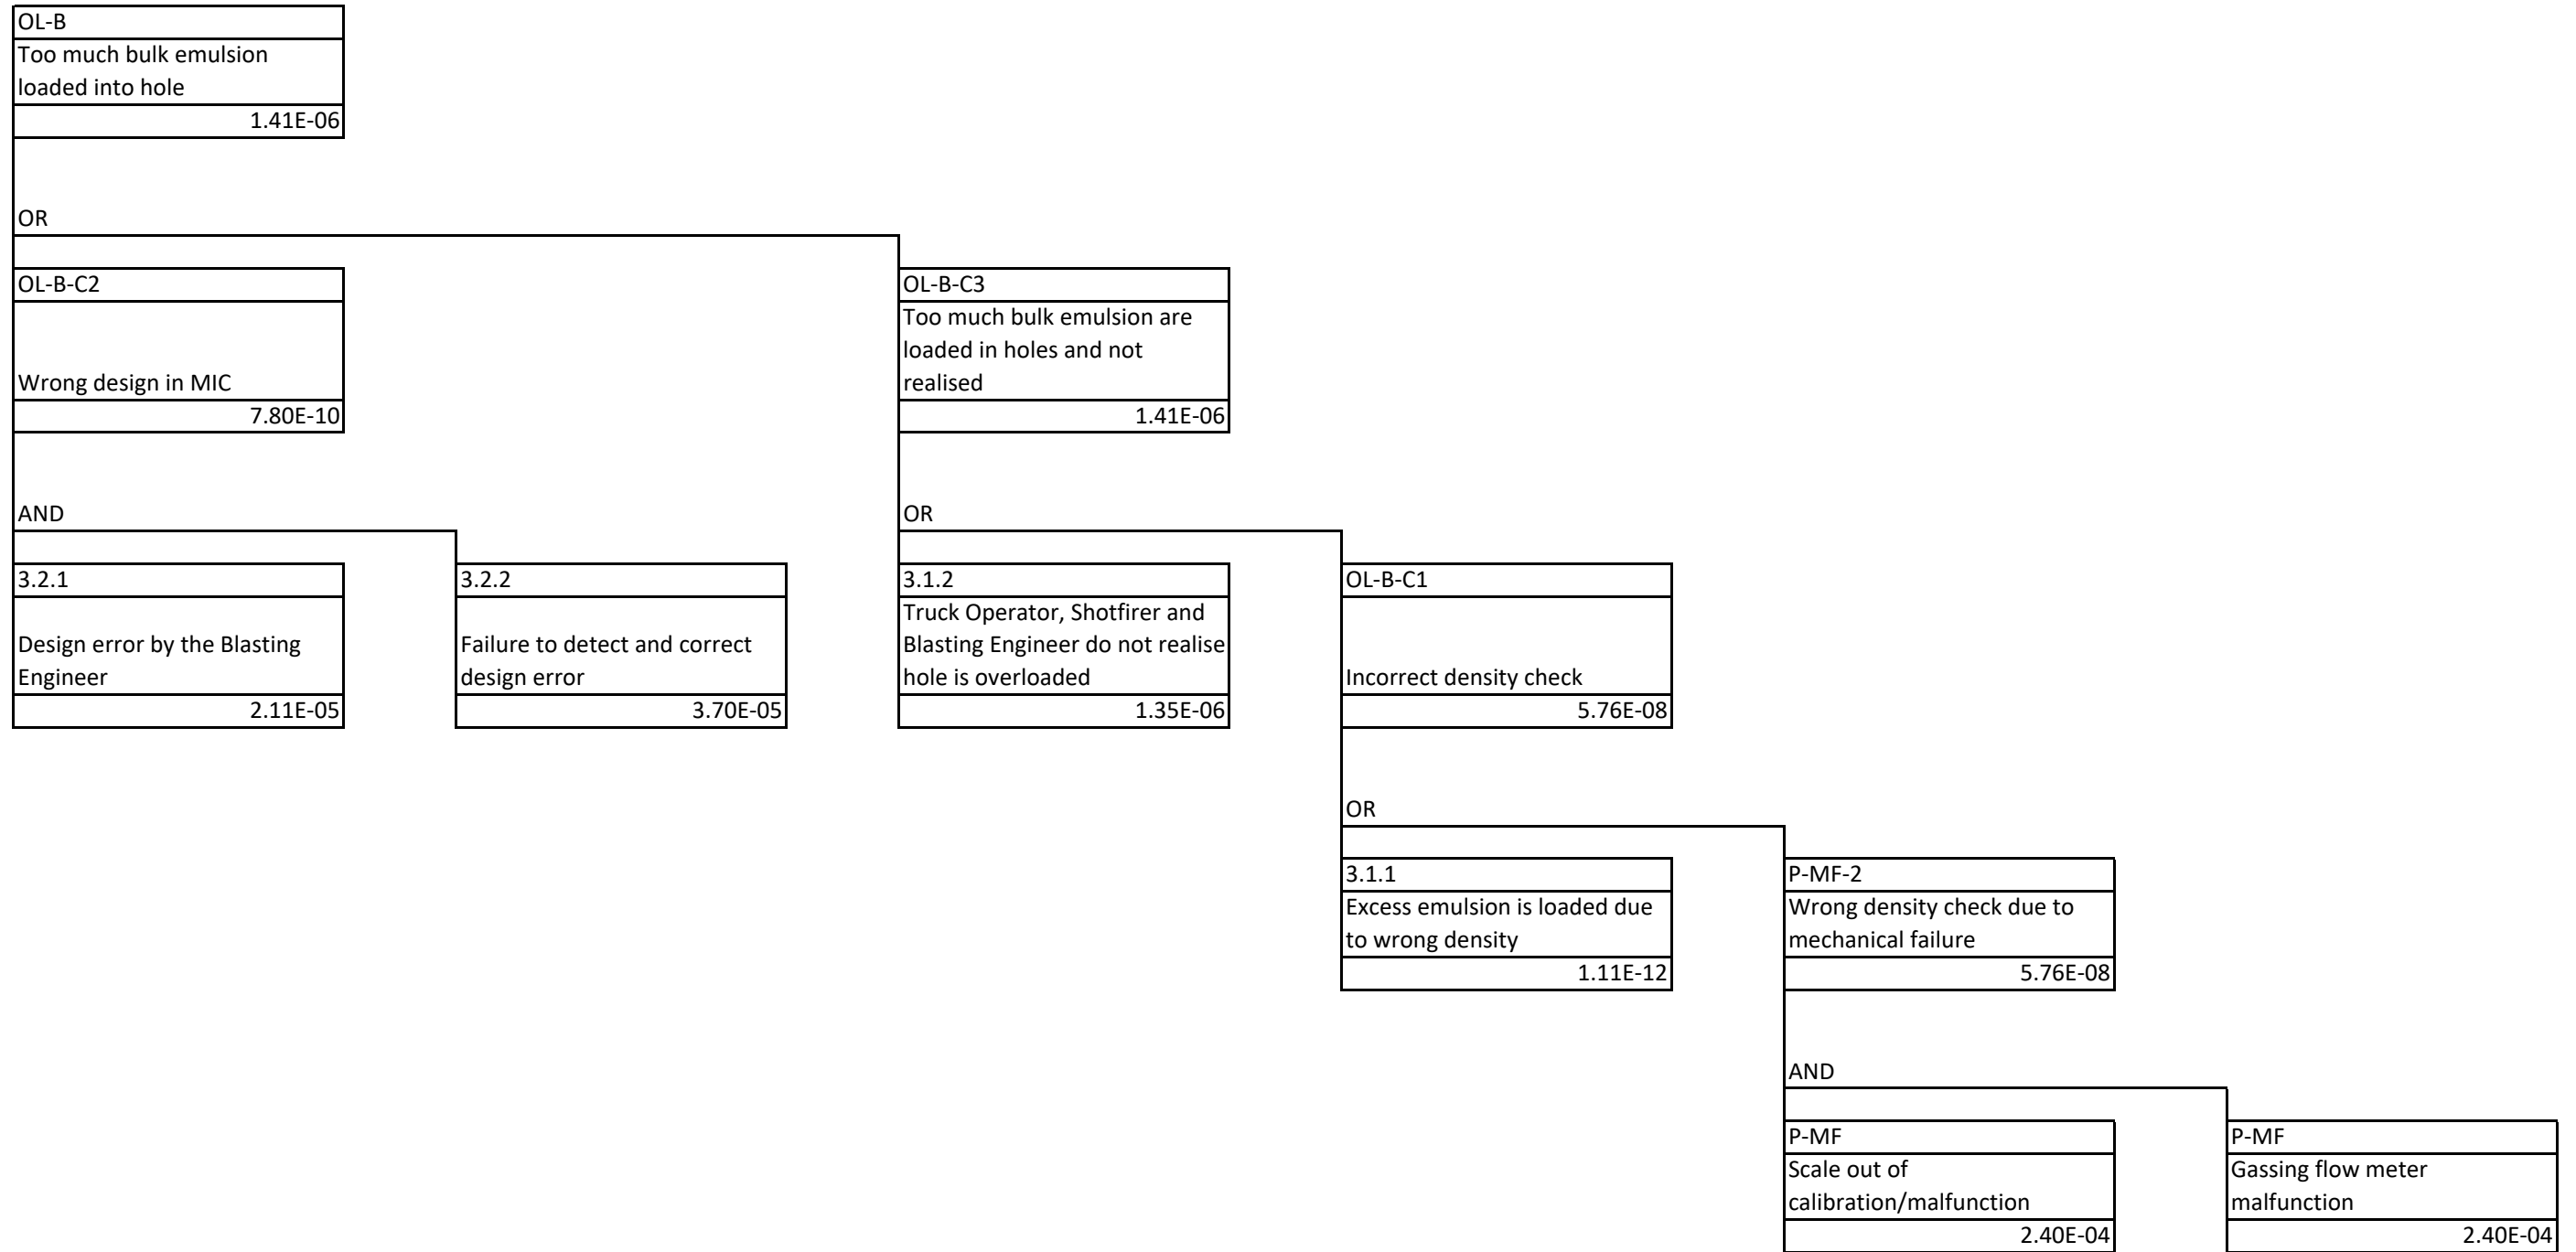 OL-B
Too much bulk emulsion
loaded into hole
1.41E-06
OR
OL-B-C2
Wrong design in MIC
7.80E-10
OL-B-C3
Too much bulk emulsion are
loaded in holes and not
realised
1.41E-06
AND
OR
3.2.1
Design error by the Blasting
Engineer
2.11E-05
3.2.2
Failure to detect and correct
design error
3.70E-05
3.1.2
Truck Operator, Shotfirer and
Blasting Engineer do not realise
hole is overloaded
1.35E-06
OL-B-C1
Incorrect density check
5.76E-08
OR
3.1.1
Excess emulsion is loaded due
to wrong density
1.11E-12
P-MF-2
Wrong density check due to
mechanical failure
5.76E-08
AND
P-MF
Scale out of
calibration/malfunction
2.40E-04
P-MF
Gassing flow meter
malfunction
2.40E-04